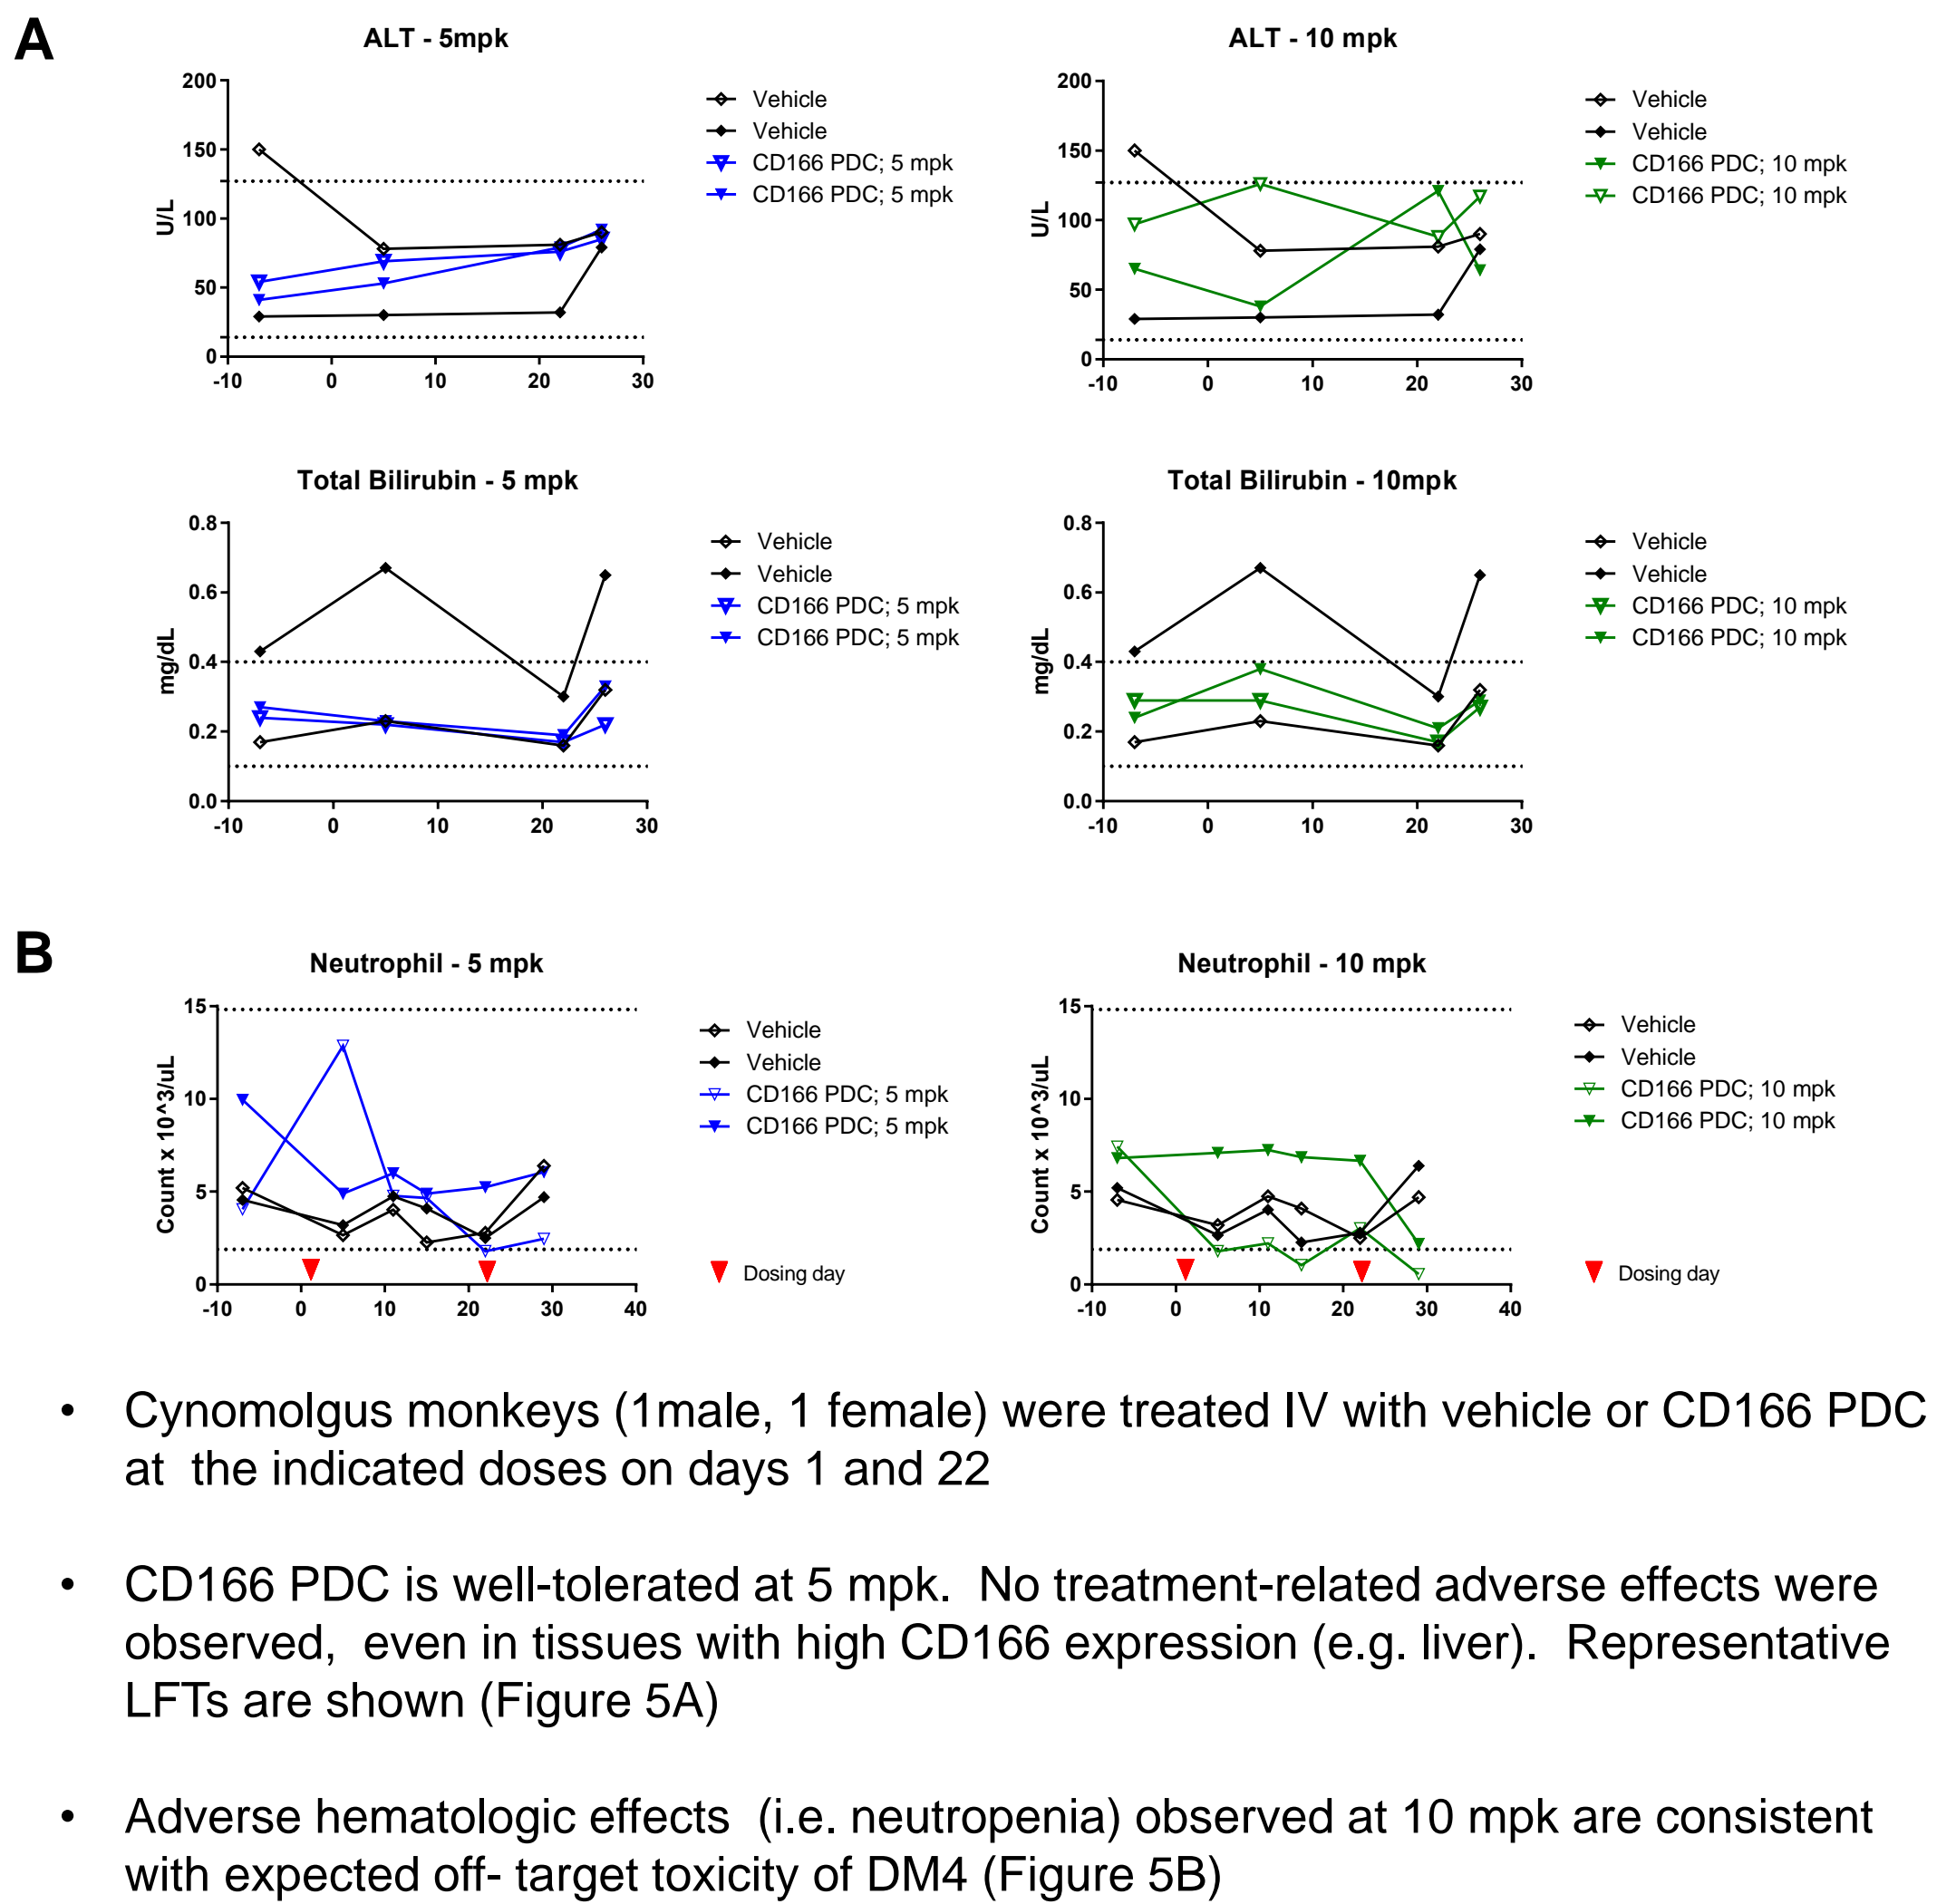 A
ALT - 5mpk
200
150
100
50
0
U/L
-10 0 10 20 30
Vehicle
Vehicle
CD166 PDC; 5 mpk
CD166 PDC; 5 mpk
ALT - 10 mpk
200
150
100
50
0
U/L
-10 0 10 20 30
Vehicle
Vehicle
CD166 PDC; 10 mpk
CD166 PDC; 10 mpk
Total Bilirubin - 5 mpk
0.8
0.6
0.4
0.2
0.0
mg/dL
-10 0 10 20 30
Vehicle
Vehicle
CD166 PDC; 5 mpk
CD166 PDC; 5 mpk
Total Bilirubin - 10mpk
0.8
0.6
0.4
0.2
0.0
mg/dL
-10 0 10 20 30
Vehicle
Vehicle
CD166 PDC; 10 mpk
CD166 PDC; 10 mpk
B
Neutrophil - 5 mpk
15
10
5
0
Count x 10^3/uL
-10 0 10 20 30 40
Vehicle
Vehicle
CD166 PDC; 5 mpk
CD166 PDC; 5 mpk
Dosing day
Neutrophil - 10 mpk
15
10
5
0
Count x 10^3/uL
-10 0 10 20 30 40
Vehicle
Vehicle
CD166 PDC; 10 mpk
CD166 PDC; 10 mpk
Dosing day
• Cynomolgus monkeys (1male, 1 female) were treated IV with vehicle or CD166 PDC
at the indicated doses on days 1 and 22
• CD166 PDC is well-tolerated at 5 mpk. No treatment-related adverse effects were
observed, even in tissues with high CD166 expression (e.g. liver). Representative
LFTs are shown (Figure 5A)
• Adverse hematologic effects (i.e. neutropenia) observed at 10 mpk are consistent
with expected off- target toxicity of DM4 (Figure 5B)